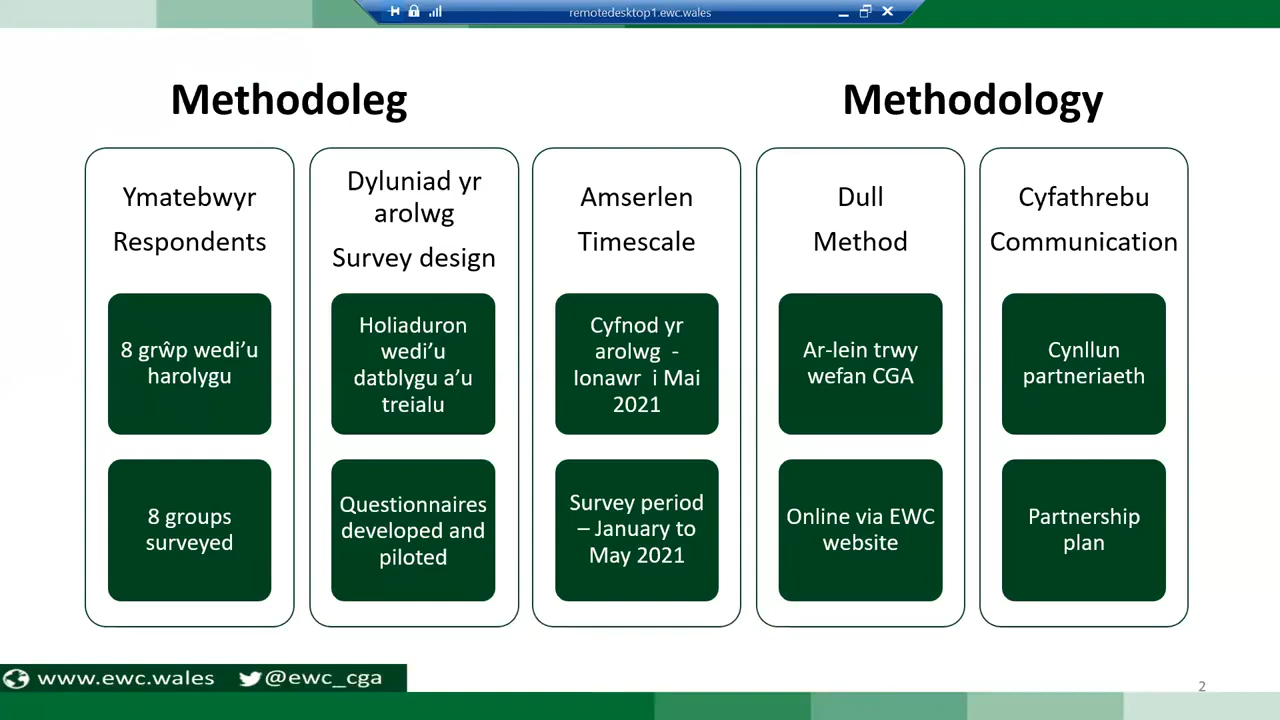 remotedesktop1.ewc.wales
Methodoleg
Methodology
Ymatebwyr
Respondents
8 grŵp wedi’u
harolygu
8 groups
surveyed
Dyluniad yr
arolwg
Survey design
Holiaduron
wedi’u
datblygu a’u
treialu
Questionnaires
developed and
piloted
Amserlen
Timescale
Cyfnod yr
arolwg -
Ionawr i Mai
2021
Survey period
– January to
May 2021
Dull
Method
Ar-lein trwy
wefan CGA
Online via EWC
website
Cyfathrebu
Communication
Cynllun
partneriaeth
Partnership
plan
www.ewc.wales @ewc_cga
2